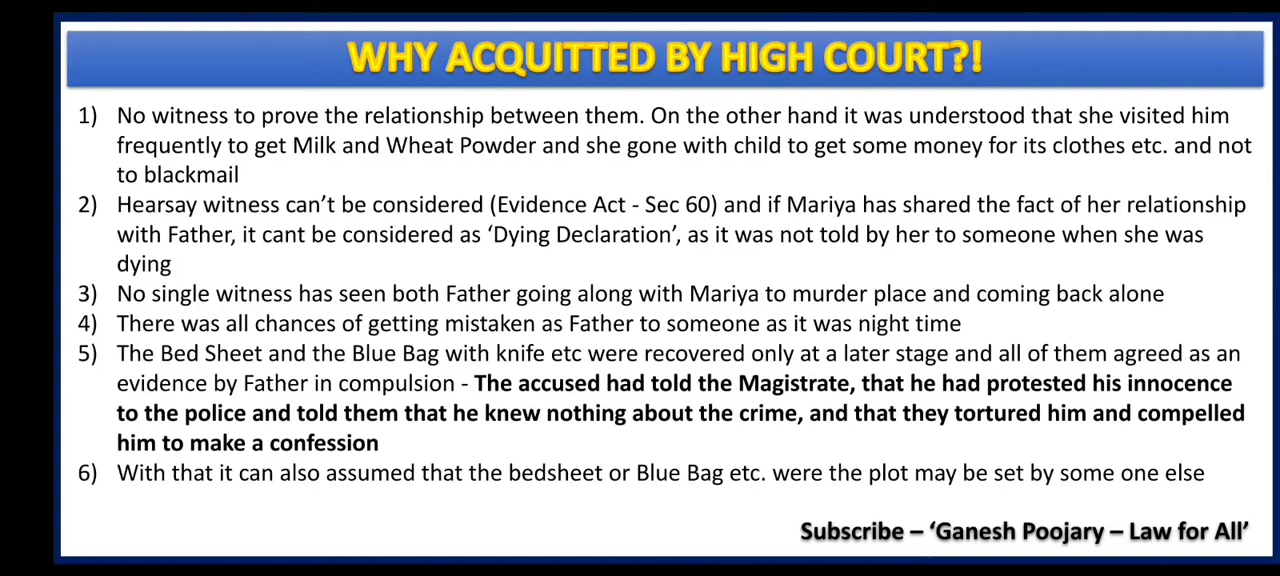 WHY ACQUITTED BY HIGH COURT?!
1) No witness to prove the relationship between them. On the other hand it was understood that she visited him
frequently to get Milk and Wheat Powder and she gone with child to get some money for its clothes etc. and not
to blackmail
2) Hearsay witness can't be considered (Evidence Act - Sec 60) and if Mariya has shared the fact of her relationship
with Father, it cant be considered as 'Dying Declaration', as it was not told by her to someone when she was
dying
3) No single witness has seen both Father going along with Mariya to murder place and coming back alone
4) There was all chances of getting mistaken as Father to someone as it was night time
5) The Bed Sheet and the Blue Bag with knife etc were recovered only at a later stage and all of them agreed as an
evidence by Father in compulsion - The accused had told the Magistrate, that he had protested his innocence
to the police and told them that he knew nothing about the crime, and that they tortured him and compelled
him to make a confession
6) With that it can also assumed that the bedsheet or Blue Bag etc. were the plot may be set by some one else
Subscribe – 'Ganesh Poojary – Law for All'